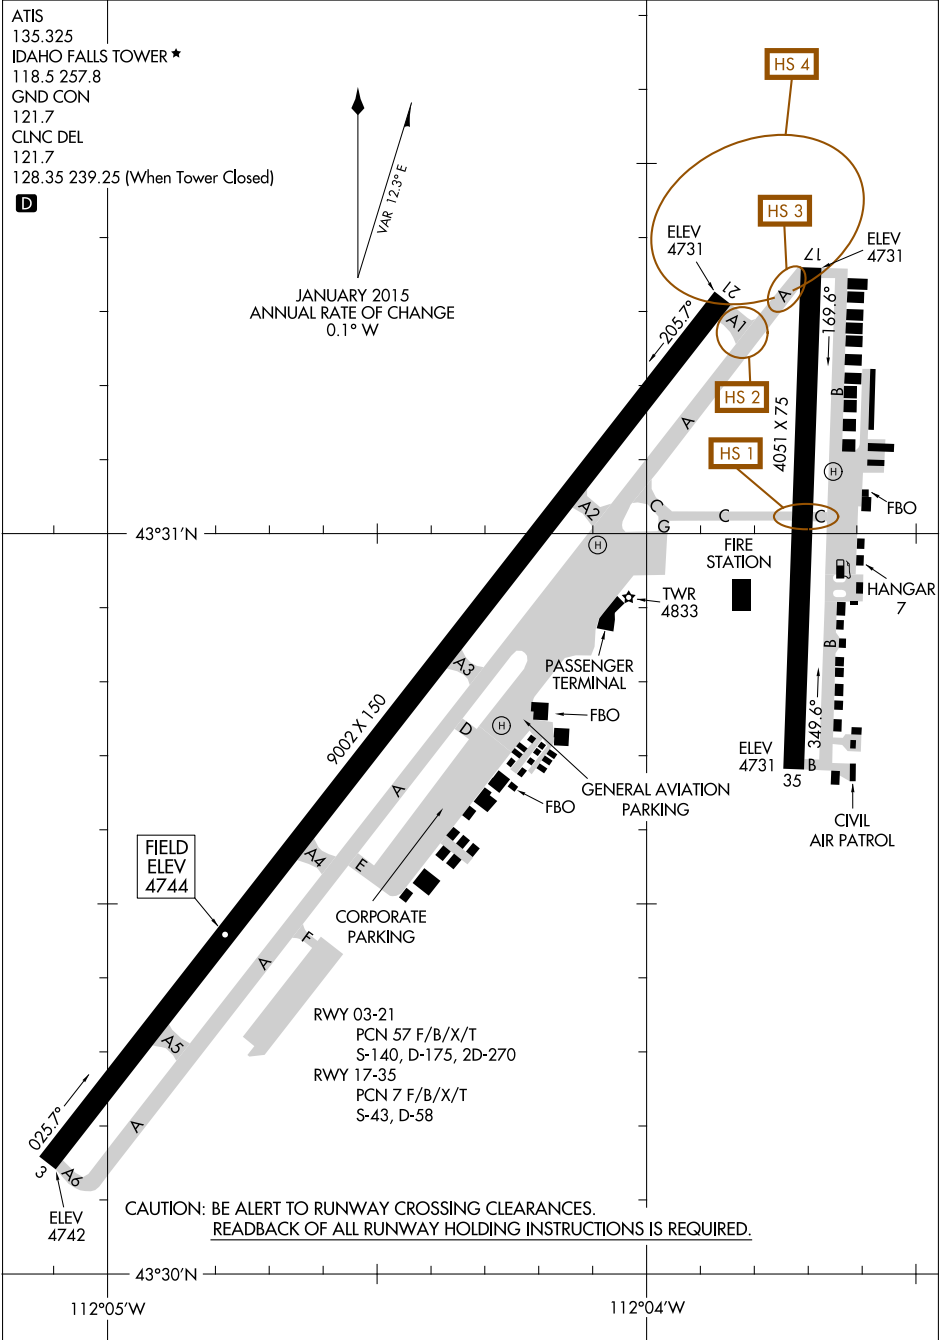 ATIS
135.325
IDAHO FALLS TOWER ★
118.5 257.8
GND CON
121.7
CLNC DEL
121.7
128.35 239.25 (When Tower Closed)
D
VAR 12.3° E
JANUARY 2015
ANNUAL RATE OF CHANGE
0.1° W
HS 4
HS 3
ELEV
4731
ELEV
4731
17
21
A
A1
205.7°
169.6°
HS 2
B
4051 X 75
A
HS 1
H
C
C
C
G
A2
FBO
43°31'N
H
FIRE
STATION
HANGAR
7
TWR
4833
PASSENGER
TERMINAL
A3
B
FBO
D
H
349.6°
9002 X 150
ELEV
4731
B
35
A
GENERAL AVIATION
PARKING
FBO
CIVIL
AIR PATROL
FIELD
ELEV
4744
A4
E
CORPORATE
PARKING
F
A
RWY 03-21
PCN 57 F/B/X/T
S-140, D-175, 2D-270
RWY 17-35
PCN 7 F/B/X/T
S-43, D-58
A5
025.7°
A
3
A6
ELEV
4742
CAUTION: BE ALERT TO RUNWAY CROSSING CLEARANCES.
READBACK OF ALL RUNWAY HOLDING INSTRUCTIONS IS REQUIRED.
43°30'N
112°05'W
112°04'W